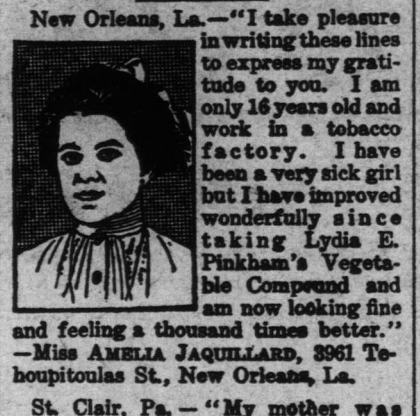 New Orleans, La.—“I take pleasure
in writing these lines
to express my grati-
tude to you. I am
only 16 years old and
work in a tobacco
factory. I have
been a very sick girl
but I have improved
wonderfully since
taking Lydia E.
Pinkham’s Vegeta-
ble Compound and
am now looking fine
and feeling a thousand times better.”
—Miss AMELIA JAQUILLARD, 3961 Te-
houpitoulas St., New Orleans, La.
St. Clair, Pa. — “My mother was